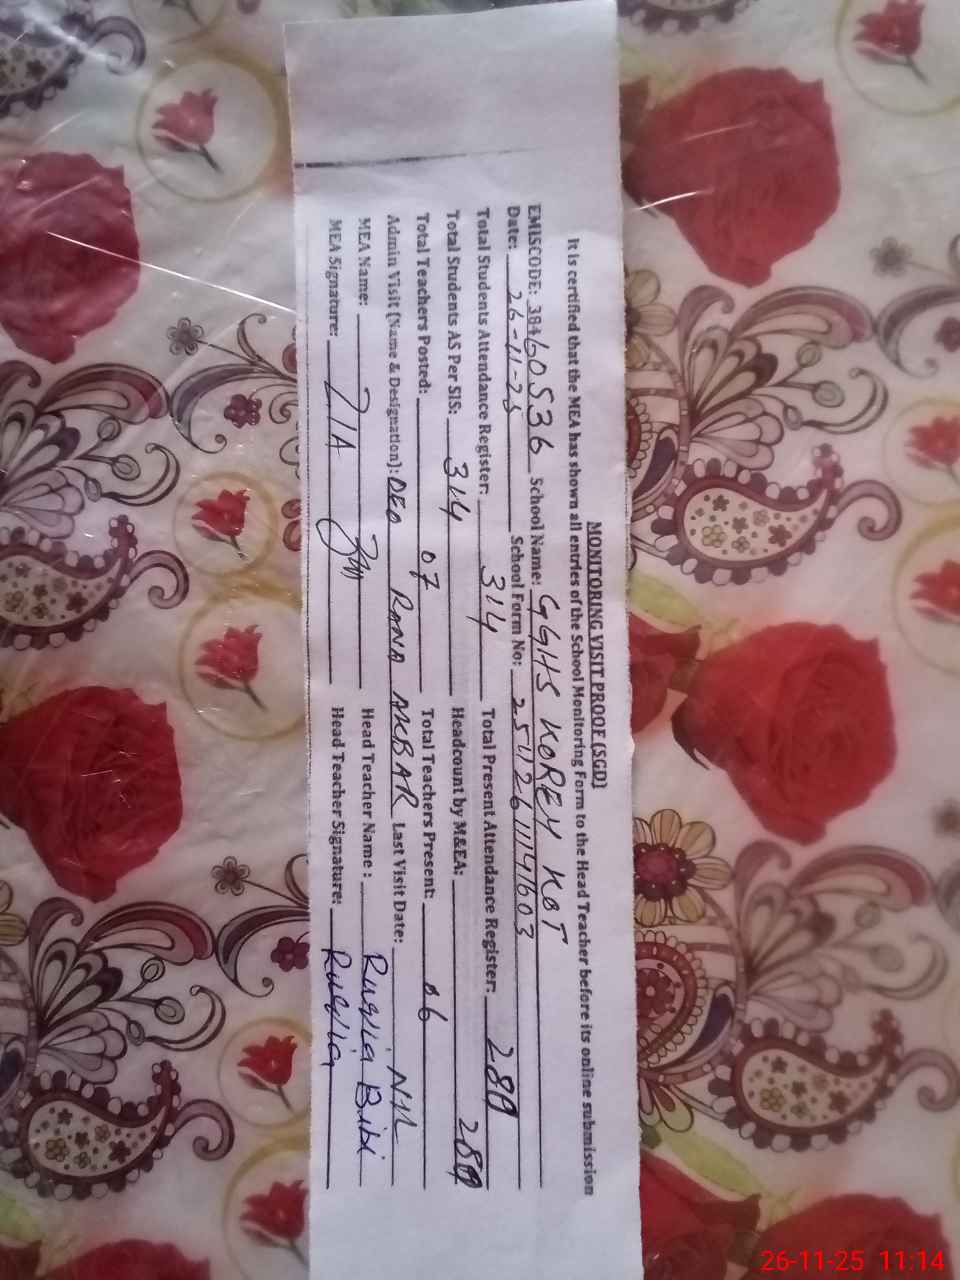 MONITORING VISIT PROOF (SGD)
It is certified that the MEA has shown all entries of the School Monitoring Form to the Head Teacher before its online submission
EMISCODE: 38460536 School Name: GGHS KOREY KOT
Date: 26-11-25 School Form No:
Total Students Attendance Register: 314 Total Present Attendance Register:
Total Students AS Per SIS: 314 Headcount by M&EA:
Total Teachers Posted: 07 Total Teachers Present: 06
Admin Visit (Name & Designation): DEO RANA AKBAR Last Visit Date: NIL
MEA Name: Head Teacher Name: Ruqia Bibi
MEA Signature: ZIA Head Teacher Signature: Ruqia
26-11-25 11:14